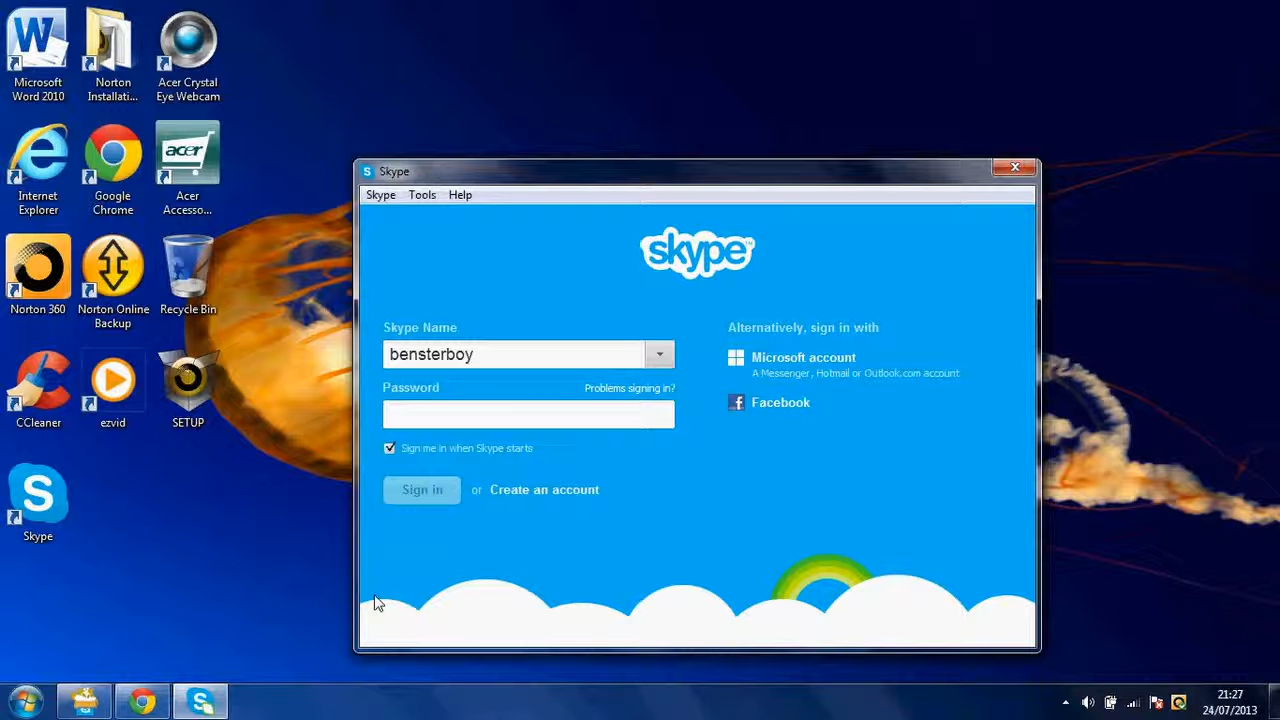 Microsoft
Word 2010
Norton
Installati...
Acer Crystal
Eye Webcam
Internet
Explorer
Google
Chrome
acer
Acer
Accesso...
Norton 360
Norton Online
Backup
Recycle Bin
CCleaner
ezvid
SETUP
Skype
Skype
Skype Tools Help
skype™
Skype Name
bensterboy
Password
Problems signing in?
Sign me in when Skype starts
Sign in or Create an account
Alternatively, sign in with
Microsoft account
A Messenger, Hotmail or Outlook.com account
Facebook
21:27
24/07/2013